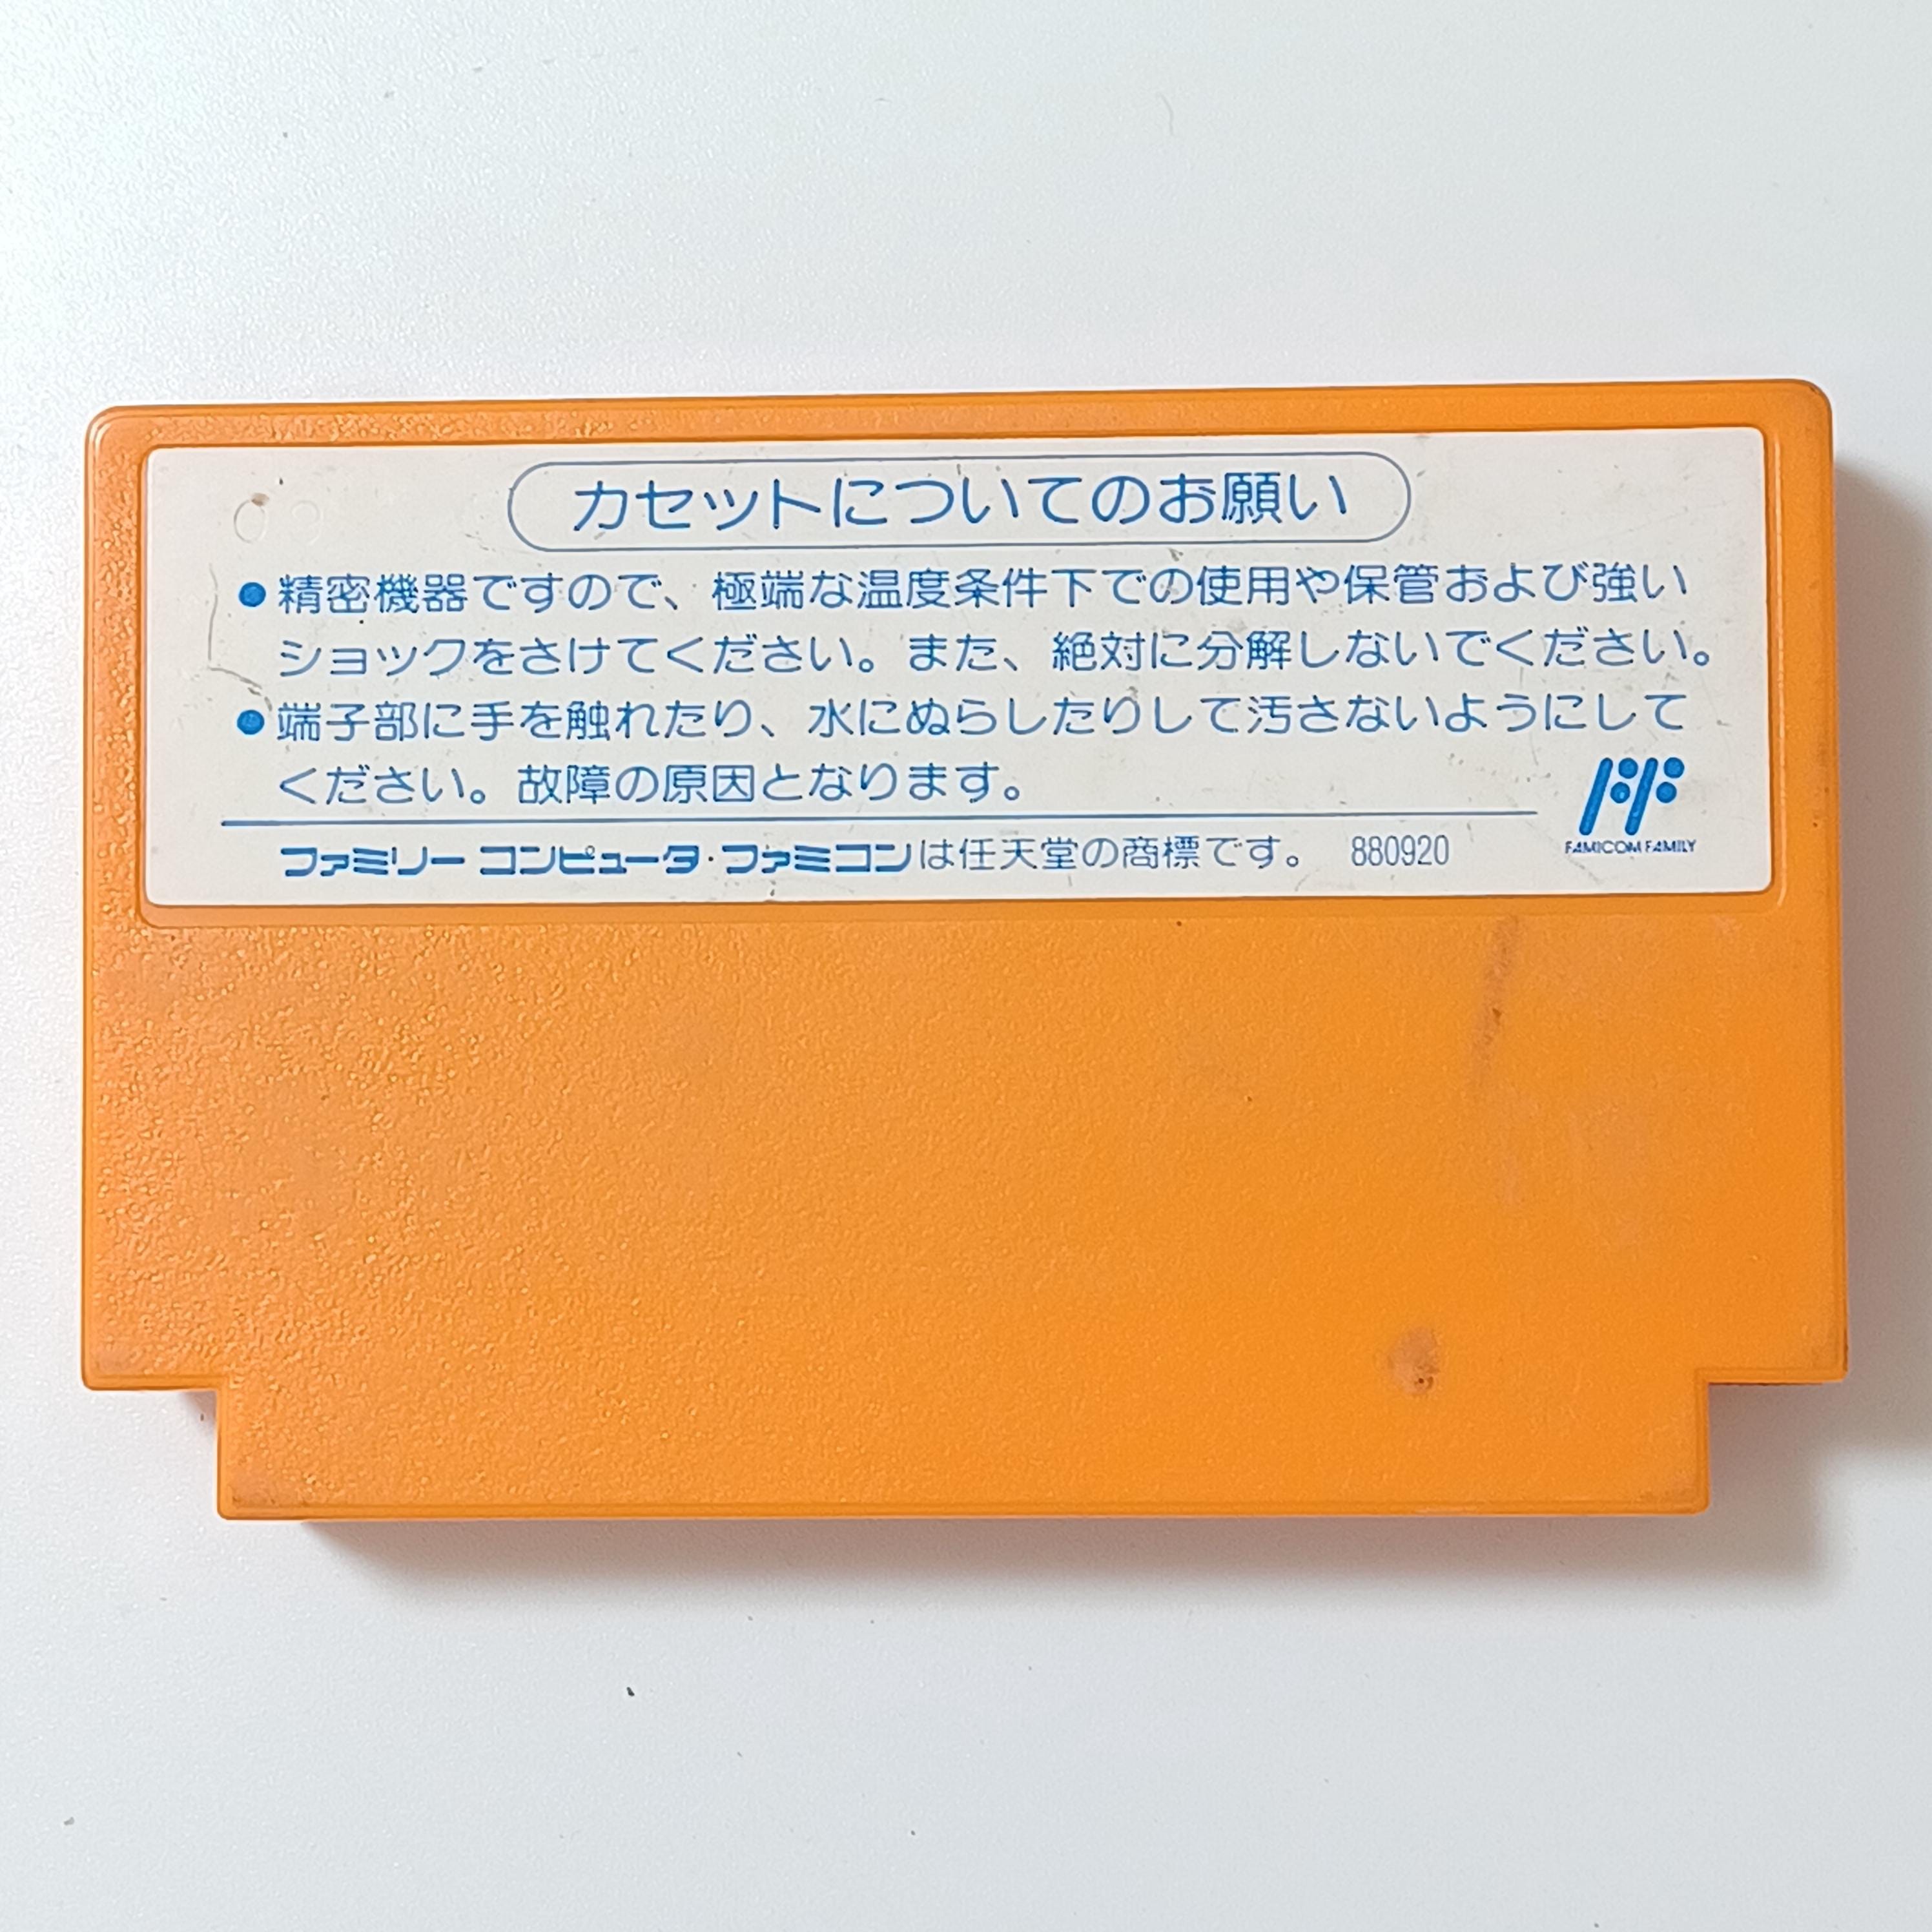 カセットについてのお願い
●精密機器ですので、極端な温度条件下での使用や保管および強い
ショックをさけてください。また、絶対に分解しないでください。
●端子部に手を触れたり、水にぬらしたりして汚さないようにして
ください。故障の原因となります。
ファミリー コンピュータ・ファミコンは任天堂の商標です。 880920
FAMICOM FAMILY